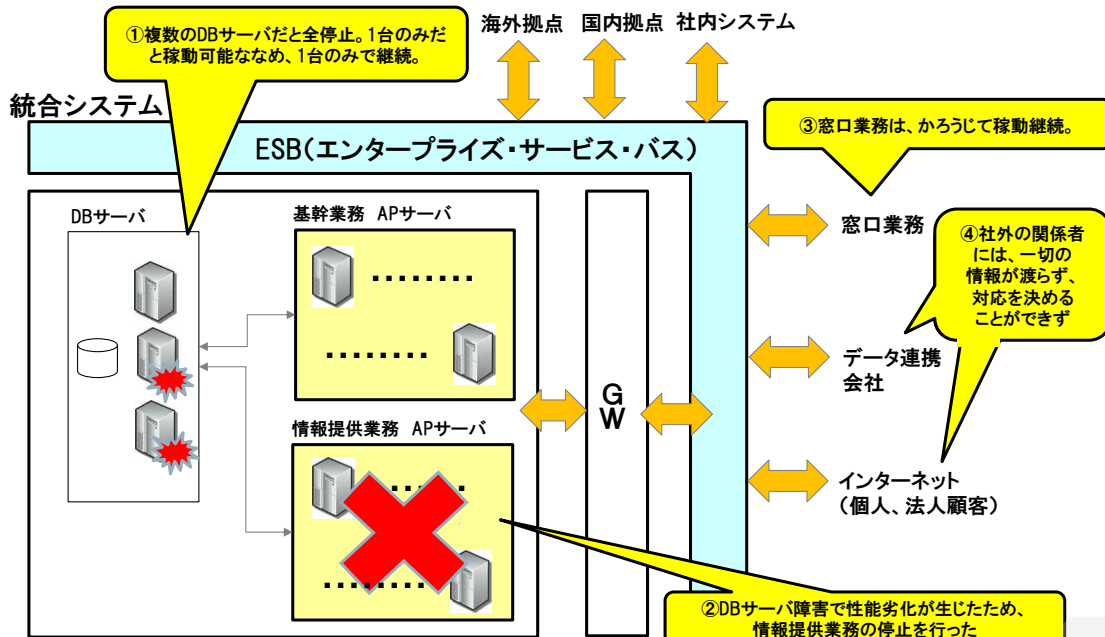 ①複数のDBサーバだと全停止。1台のみだ
と稼動可能ななめ、1台のみで継続。
海外拠点 国内拠点 社内システム
統合システム
ESB(エンタープライズ・サービス・バス)
③窓口業務は、かろうじて稼動継続。
DBサーバ
基幹業務 APサーバ
‥‥‥‥
‥‥‥‥
窓口業務
④社外の関係者
には、一切の
情報が渡らず、
対応を決める
ことができず
データ連携
会社
GW
情報提供業務 APサーバ
インターネット
(個人、法人顧客)
②DBサーバ障害で性能劣化が生じたため、
情報提供業務の停止を行った